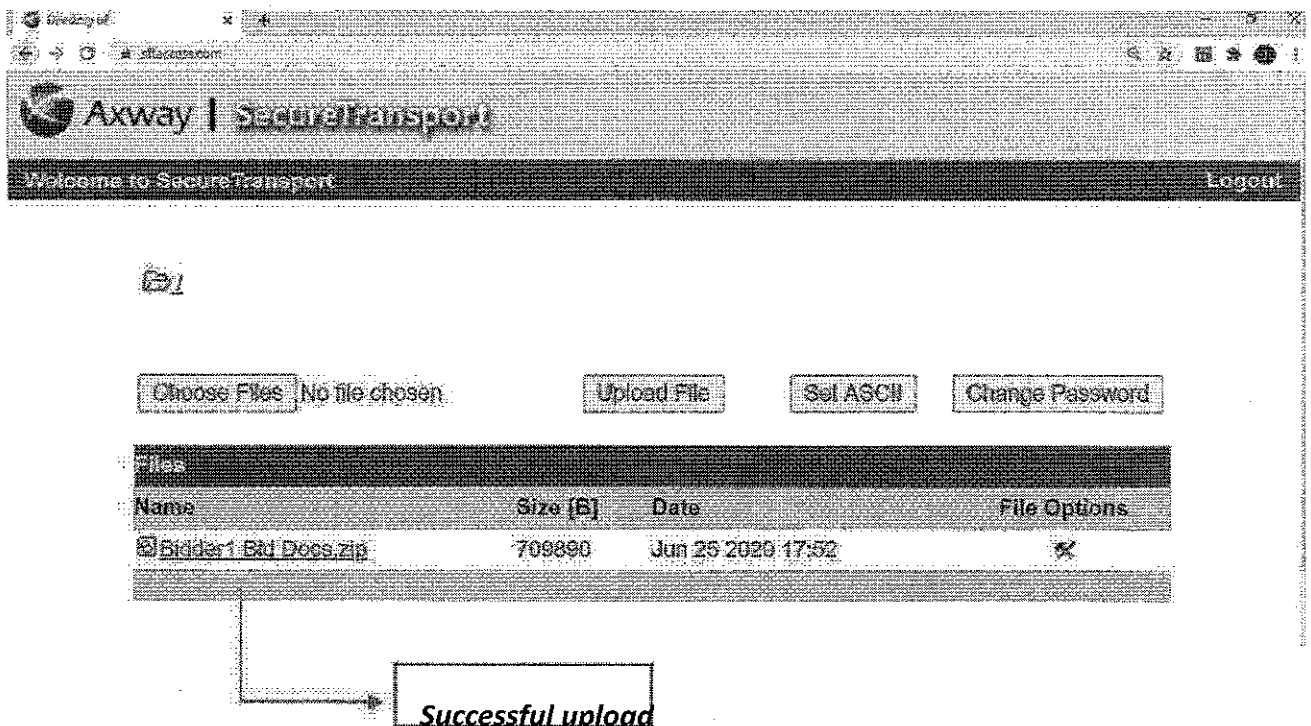 Axway | SecureTransport
Welcome to SecureTransport Logout
Choose Files No file chosen Upload File Set ASCII Change Password
Files
Name Size [B] Date File Options
Bidder1 Bid Docs.zip 709890 Jun 25 2020 17:52
Successful upload